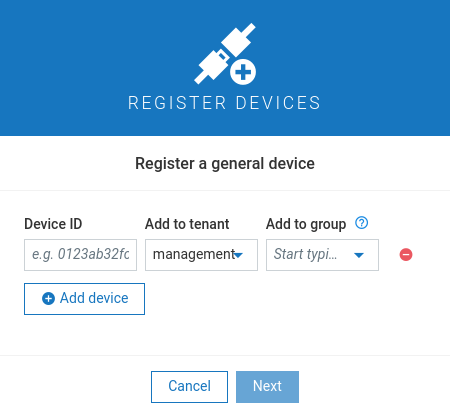 REGISTER DEVICES
Register a general device
Device ID Add to tenant Add to group
e.g. 0123ab32fc management Start typi...
Add device
Cancel Next